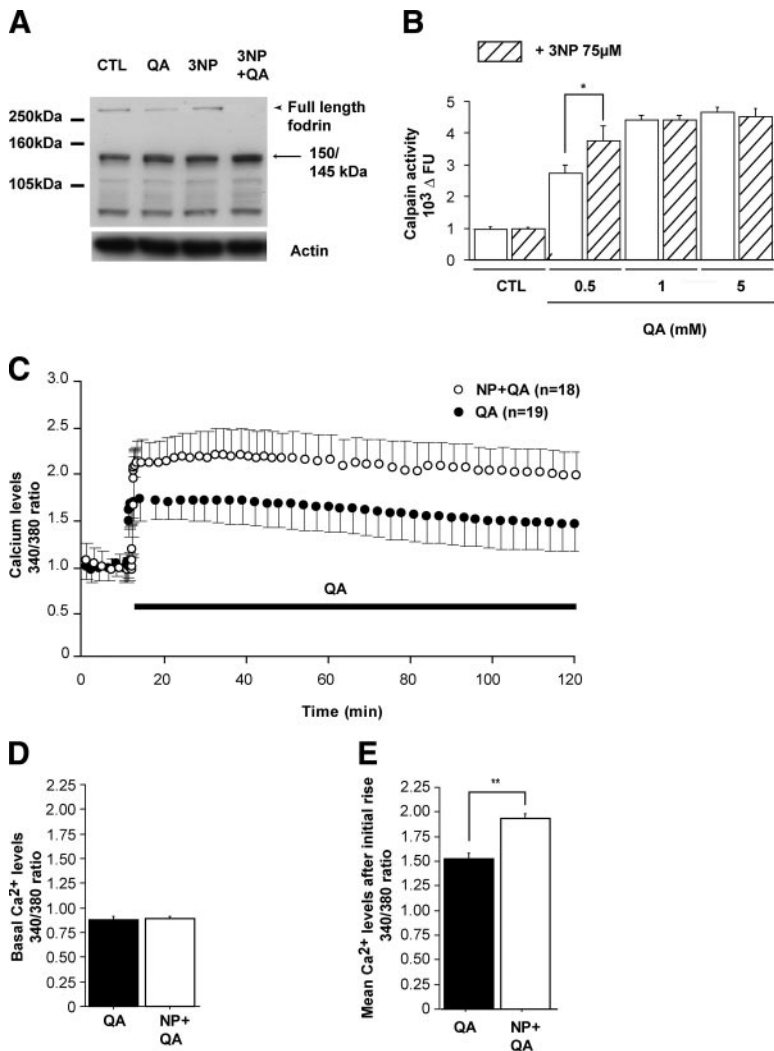 A
CTL QA 3NP 3NP
+QA
250kDa
160kDa
105kDa
Full length
fodrin
150/
145 kDa
Actin
B
+ 3NP 75µM
*
Calpain activity
10³ Δ FU
5
4
3
2
1
0
CTL 0.5 1 5
QA (mM)
C
NP+QA (n=18)
QA (n=19)
Calcium levels
340/380 ratio
3.0
2.5
2.0
1.5
1.0
0.5
0
QA
0 20 40 60 80 100 120
Time (min)
D
Basal Ca²⁺ levels
340/380 ratio
2.25
2.00
1.75
1.50
1.25
1.00
0.75
0.50
0.25
0
QA NP+
QA
E
Mean Ca²⁺ levels after initial rise
340/380 ratio
2.25
2.00
1.75
1.50
1.25
1.00
0.75
0.50
0.25
0
**
QA NP+
QA